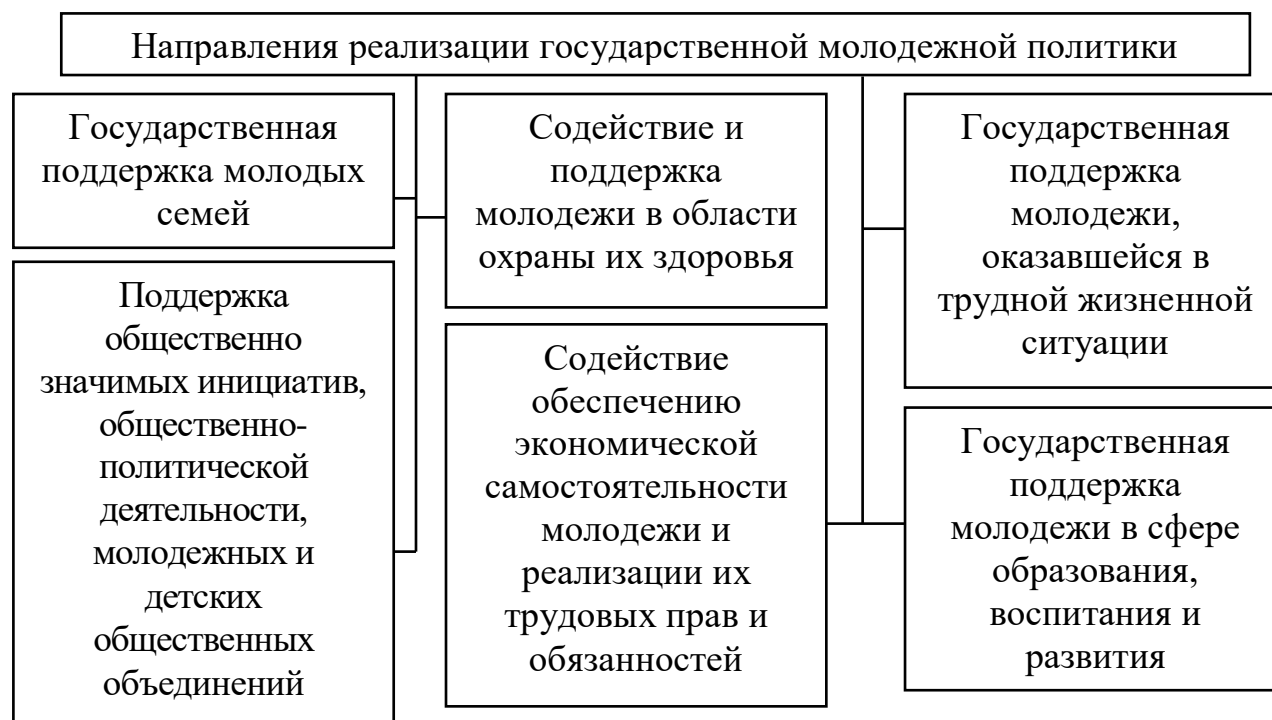 Направления реализации государственной молодежной политики
Государственная
поддержка молодых
семей
Поддержка
общественно
значимых инициатив,
общественно-
политической
деятельности,
молодежных и
детских
общественных
объединений
Содействие и
поддержка
молодежи в области
охраны их здоровья
Содействие
обеспечению
экономической
самостоятельности
молодежи и
реализации их
трудовых прав и
обязанностей
Государственная
поддержка
молодежи,
оказавшейся в
трудной жизненной
ситуации
Государственная
поддержка
молодежи в сфере
образования,
воспитания и
развития